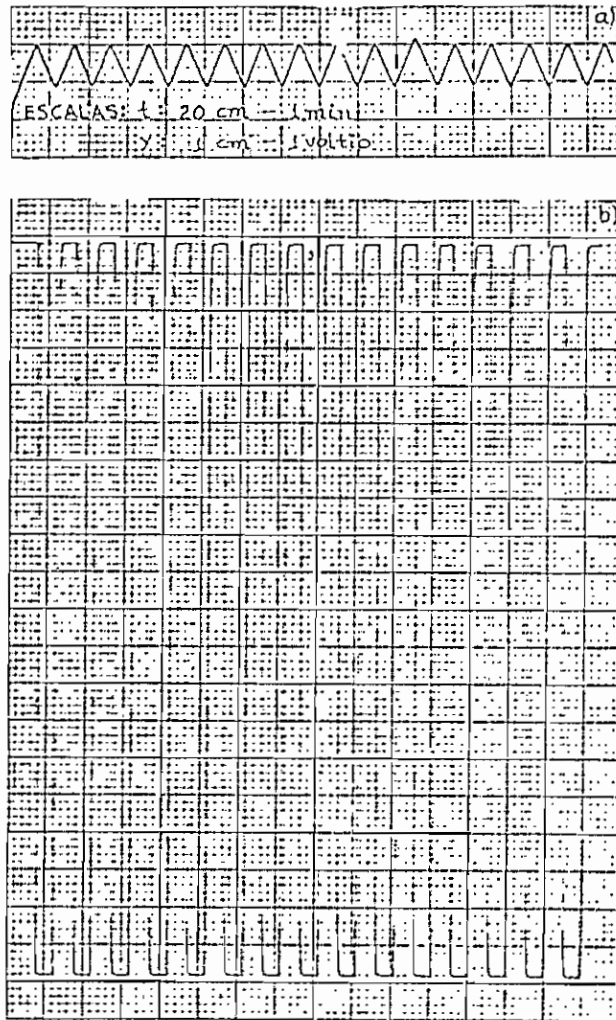 a)
ESCALAS: t: 20 cm — 1 min
Y: 1 cm — 1 voltio
b)